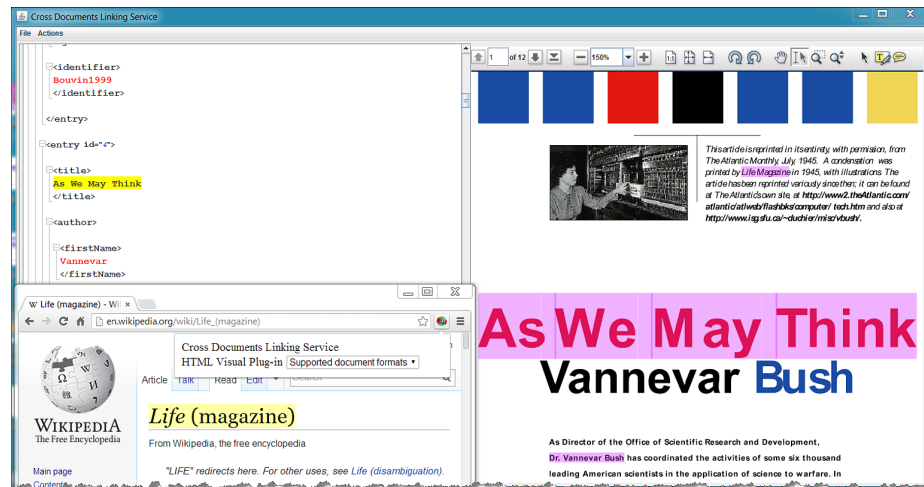 Cross Documents Linking Service
File Actions
<identifier>
Bouvin1999
</identifier>
</entry>
<entry id="4">
<title>
As We May Think
</title>
<author>
<firstName>
Vannevar
</firstName>
1 of 12 150%
This article is reprinted in its entirety, with permission, from
The Atlantic Monthly, July, 1945. A condensation was
printed by Life Magazine in 1945, with illustrations. The
article has been reprinted variously since then; it can be found
at The Atlantic's own site, at http://www2.theAtlantic.com/
atlantic/atlweb/flashbks/computer/ tech.htm and also at
http://www.isg.sfu.ca/~duchier/misc/vbush/.
As We May Think
Vannevar Bush
As Director of the Office of Scientific Research and Development,
Dr. Vannevar Bush has coordinated the activities of some six thousand
leading American scientists in the application of science to warfare. In
W Life (magazine) - Wi
en.wikipedia.org/wiki/Life_(magazine)
Cross Documents Linking Service
HTML Visual Plug-in Supported document formats
Article Talk Read Edit Search
WIKIPEDIA
The Free Encyclopedia
Main page
Contents
Life (magazine)
From Wikipedia, the free encyclopedia
"LIFE" redirects here. For other uses, see Life (disambiguation).